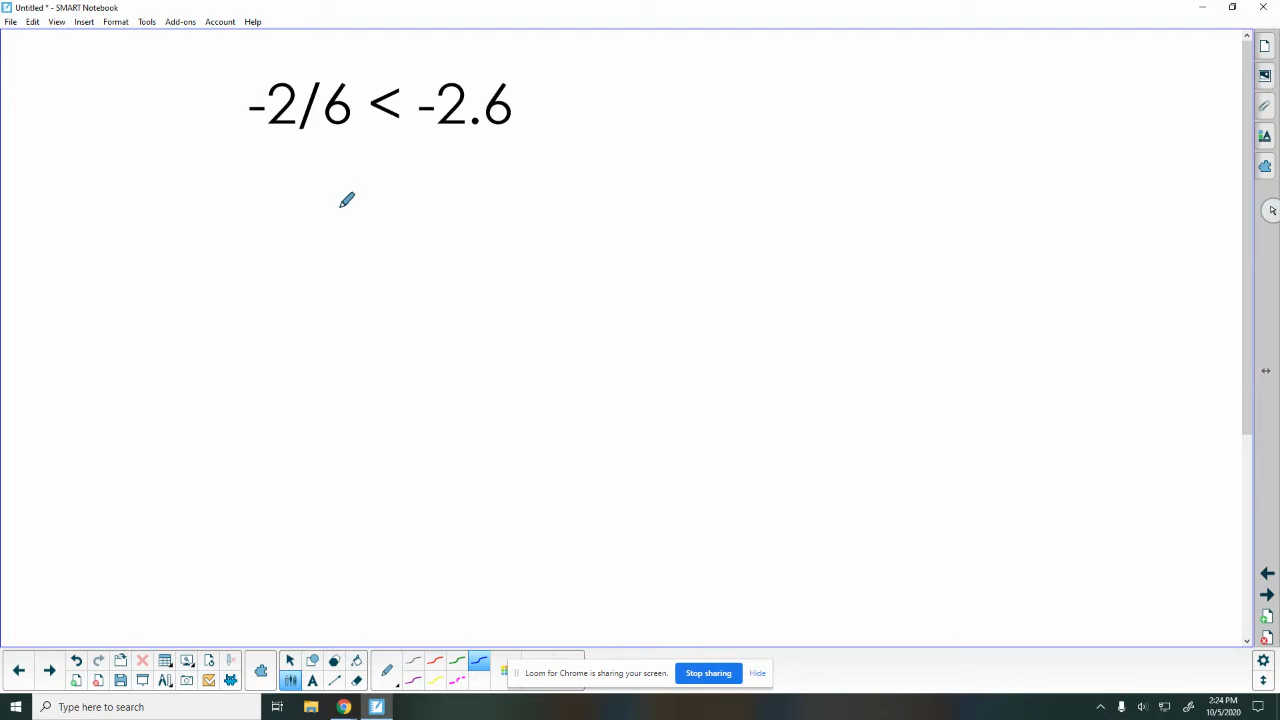 Untitled * - SMART Notebook
File Edit View Insert Format Tools Add-ons Account Help
-2/6 < -2.6
Loom for Chrome is sharing your screen. Stop sharing Hide
Type here to search
2:24 PM
10/5/2020